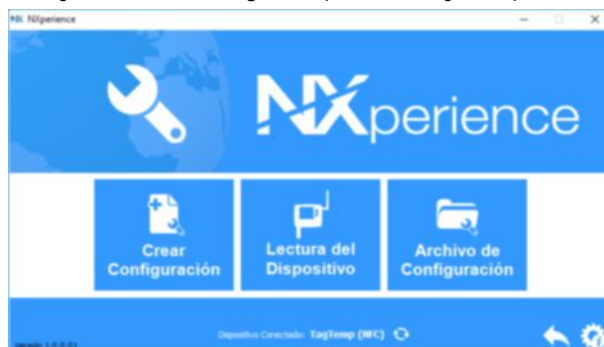 NXperience
NXperience
Crear
Configuración
Lectura del
Dispositivo
Archivo de
Configuración
Dispositivo Conectado: TagTemp (NFC)